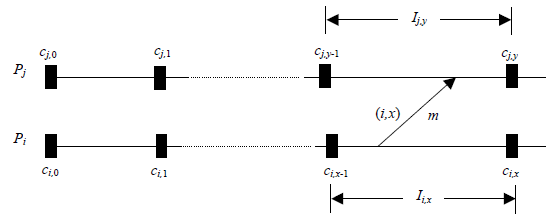 I_{j,y}
c_{j,0} c_{j,1} c_{j,y-1} c_{j,y}
P_j
(i,x) m
P_i
c_{i,0} c_{i,1} c_{i,x-1} c_{i,x}
I_{i,x}